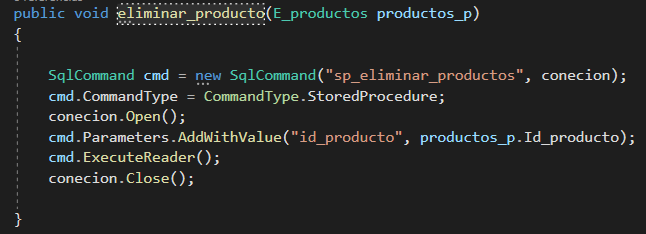 public void eliminar_producto(E_productos productos_p)
{
SqlCommand cmd = new SqlCommand("sp_eliminar_productos", conecion);
cmd.CommandType = CommandType.StoredProcedure;
conecion.Open();
cmd.Parameters.AddWithValue("id_producto", productos_p.Id_producto);
cmd.ExecuteReader();
conecion.Close();
}